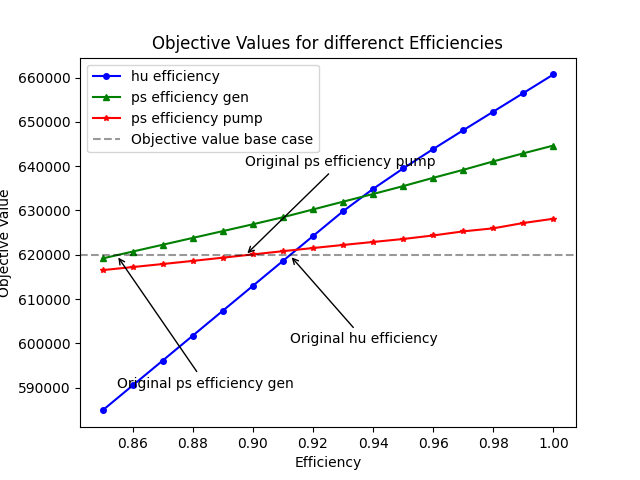 Objective Values for differenct Efficiencies
hu efficiency
ps efficiency gen
ps efficiency pump
Objective value base case
Original ps efficiency pump
Original hu efficiency
Original ps efficiency gen
Objective Value
660000
650000
640000
630000
620000
610000
600000
590000
0.86 0.88 0.90 0.92 0.94 0.96 0.98 1.00
Efficiency